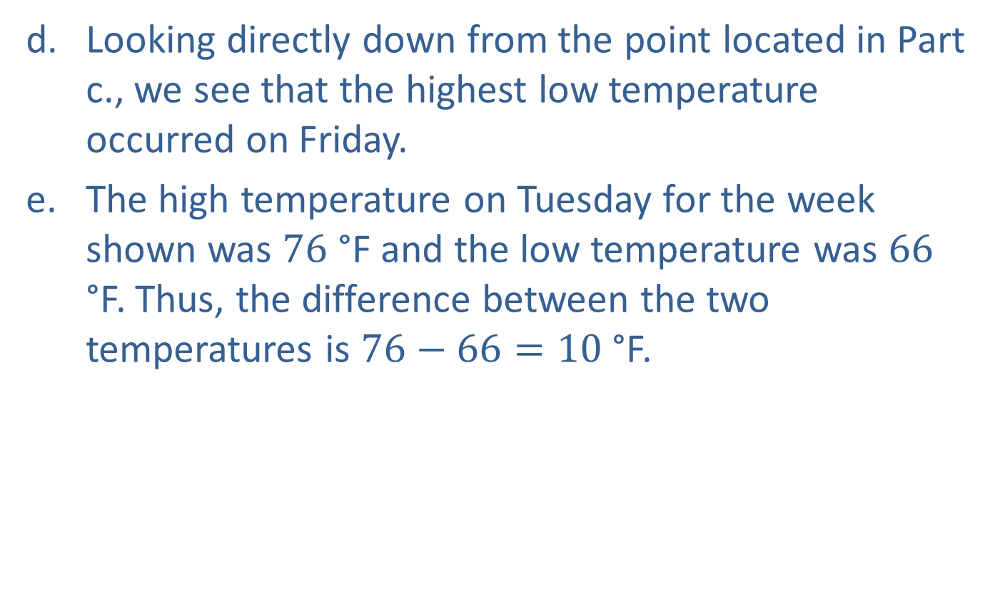 d. Looking directly down from the point located in Part
c., we see that the highest low temperature
occurred on Friday.
e. The high temperature on Tuesday for the week
shown was 76 °F and the low temperature was 66
°F. Thus, the difference between the two
temperatures is 76 − 66 = 10 °F.